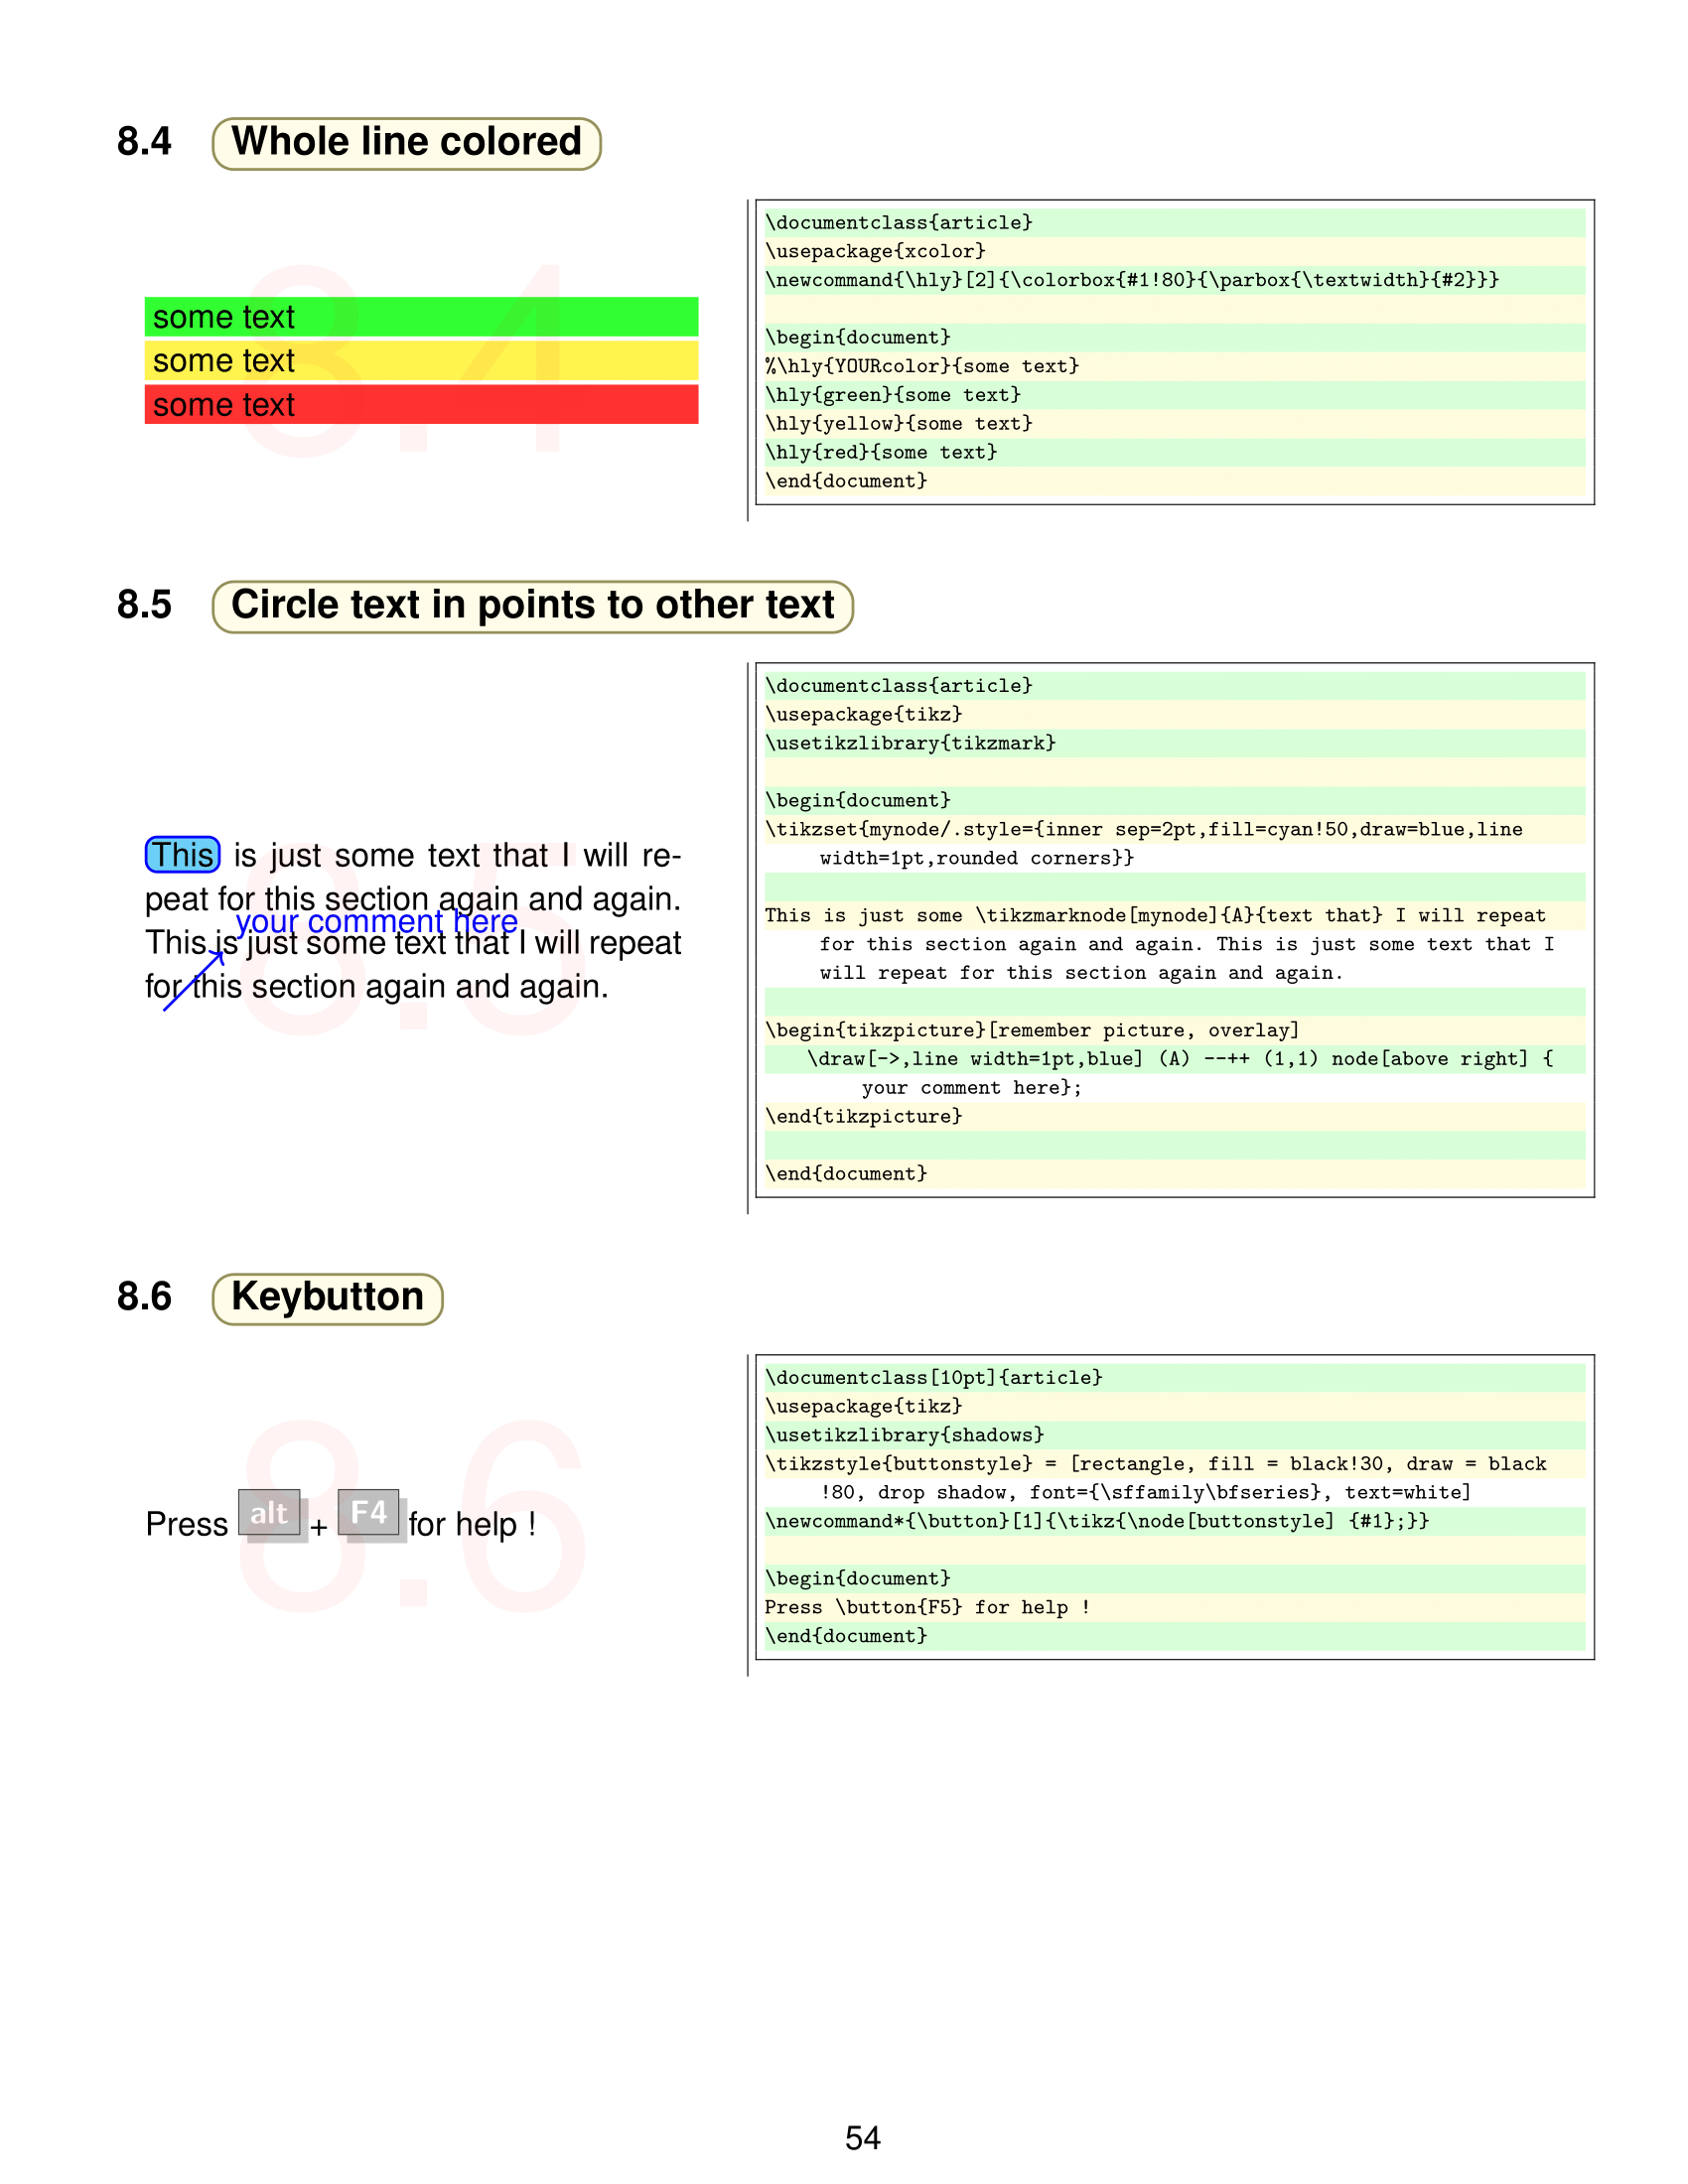 8.4 Whole line colored
8.4
some text
some text
some text
\documentclass{article}
\usepackage{xcolor}
\newcommand{\hly}[2]{\colorbox{#1!80}{\parbox{\textwidth}{#2}}}
\begin{document}
%\hly{YOURcolor}{some text}
\hly{green}{some text}
\hly{yellow}{some text}
\hly{red}{some text}
\end{document}
8.5 Circle text in points to other text
8.5
This is just some text that I will re-
peat for this section again and again.
your comment here
This is just some text that I will repeat
for this section again and again.
\documentclass{article}
\usepackage{tikz}
\usetikzlibrary{tikzmark}
\begin{document}
\tikzset{mynode/.style={inner sep=2pt,fill=cyan!50,draw=blue,line
width=1pt,rounded corners}}
This is just some \tikzmarknode[mynode]{A}{text that} I will repeat
for this section again and again. This is just some text that I
will repeat for this section again and again.
\begin{tikzpicture}[remember picture, overlay]
\draw[->,line width=1pt,blue] (A) --++ (1,1) node[above right] {
your comment here};
\end{tikzpicture}
\end{document}
8.6 Keybutton
8.6
Press alt + F4 for help !
\documentclass[10pt]{article}
\usepackage{tikz}
\usetikzlibrary{shadows}
\tikzstyle{buttonstyle} = [rectangle, fill = black!30, draw = black
!80, drop shadow, font={\sffamily\bfseries}, text=white]
\newcommand*{\button}[1]{\tikz{\node[buttonstyle] {#1};}}
\begin{document}
Press \button{F5} for help !
\end{document}
54